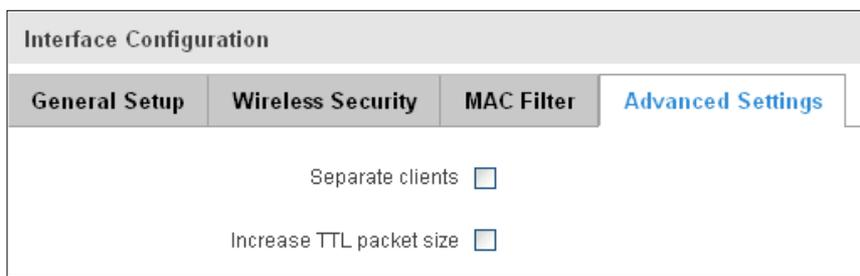 Interface Configuration
General Setup Wireless Security MAC Filter Advanced Settings
Separate clients
Increase TTL packet size